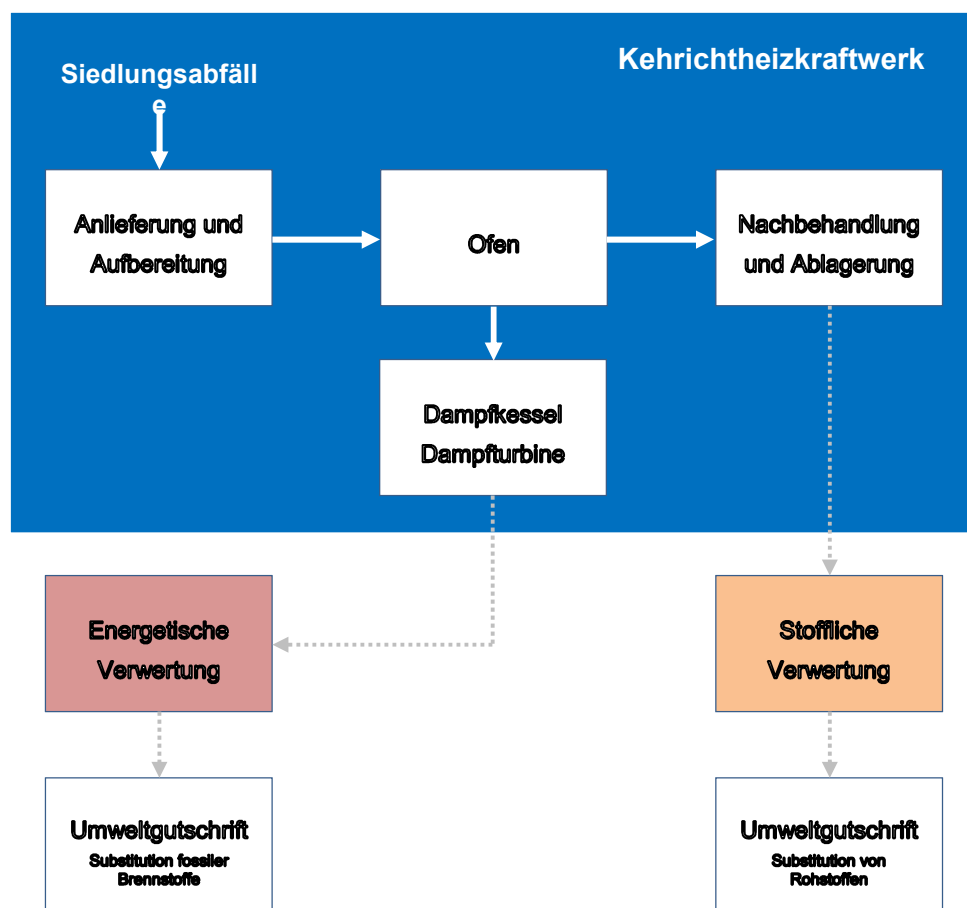 Siedlungsabfäll
e
Kehrichtheizkraftwerk
Anlieferung und
Aufbereitung
Ofen
Nachbehandlung
und Ablagerung
Dampfkessel
Dampfturbine
Energetische
Verwertung
Stoffliche
Verwertung
Umweltgutschrift
Substitution fossiler
Brennstoffe
Umweltgutschrift
Substitution von
Rohstoffen